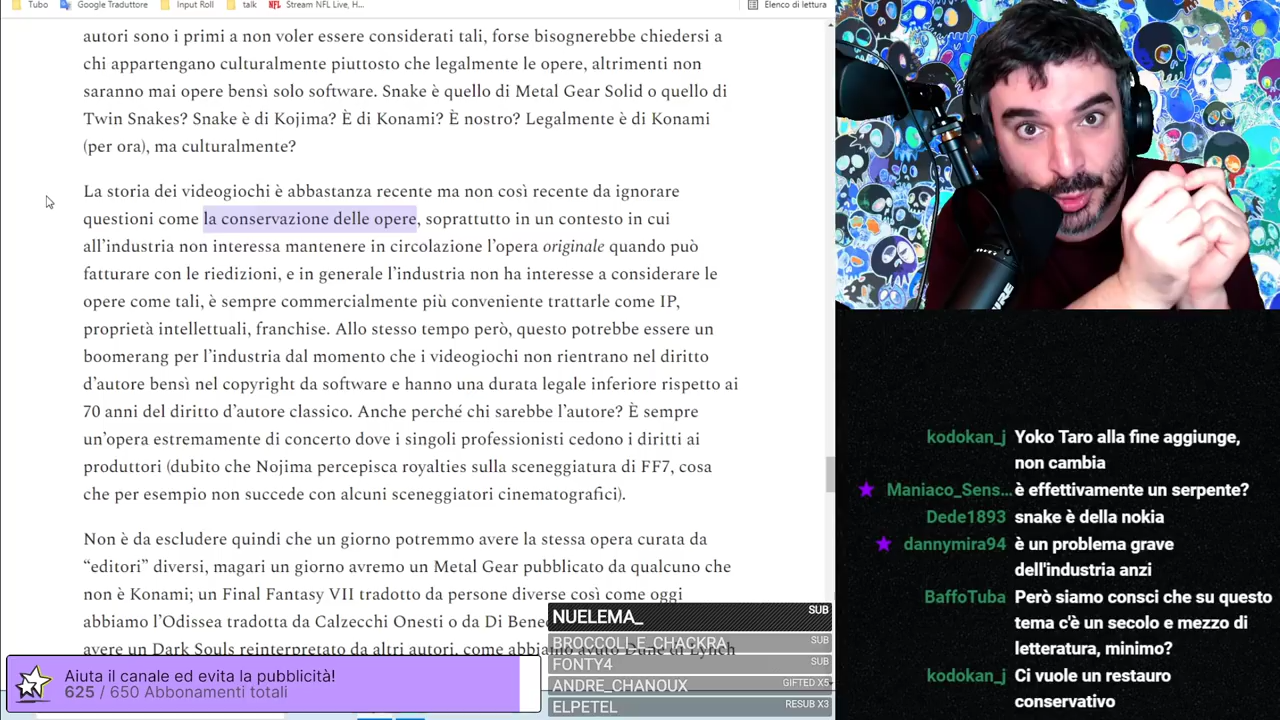 Tubo
Google Traduttore
Input Roll
talk
Stream NFL Live, H...
Elenco di lettura
autori sono i primi a non voler essere considerati tali, forse bisognerebbe chiedersi a
chi appartengano culturalmente piuttosto che legalmente le opere, altrimenti non
saranno mai opere bensì solo software. Snake è quello di Metal Gear Solid o quello di
Twin Snakes? Snake è di Kojima? È di Konami? È nostro? Legalmente è di Konami
(per ora), ma culturalmente?
La storia dei videogiochi è abbastanza recente ma non così recente da ignorare
questioni come la conservazione delle opere, soprattutto in un contesto in cui
all'industria non interessa mantenere in circolazione l'opera originale quando può
fatturare con le riedizioni, e in generale l'industria non ha interesse a considerare le
opere come tali, è sempre commercialmente più conveniente trattarle come IP,
proprietà intellettuali, franchise. Allo stesso tempo però, questo potrebbe essere un
boomerang per l'industria dal momento che i videogiochi non rientrano nel diritto
d'autore bensì nel copyright da software e hanno una durata legale inferiore rispetto ai
70 anni del diritto d'autore classico. Anche perché chi sarebbe l'autore? È sempre
un'opera estremamente di concerto dove i singoli professionisti cedono i diritti ai
produttori (dubito che Nojima percepisca royalties sulla sceneggiatura di FF7, cosa
che per esempio non succede con alcuni sceneggiatori cinematografici).
Non è da escludere quindi che un giorno potremmo avere la stessa opera curata da
“editori” diversi, magari un giorno avremo un Metal Gear pubblicato da qualcuno che
non è Konami; un Final Fantasy VII tradotto da persone diverse così come oggi
abbiamo l'Odissea tradotta da Calzecchi Onesti o da Di Bene
avere un Dark Souls reinterpretato da altri autori, come abbiamo avuto Dune di Lynch
Aiuta il canale ed evita la pubblicità!
625 / 650 Abbonamenti totali
NUELEMA_ SUB
BROCCOLI_E_CHACKRA SUB
FONTY4 SUB
ANDRE_CHANOUX GIFTED X5
ELPETEL RESUB X3
SHURE
kodokan_j Yoko Taro alla fine aggiunge,
non cambia
Maniaco_Sens... è effettivamente un serpente?
Dede1893 snake è della nokia
dannymira94 è un problema grave
dell'industria anzi
BaffoTuba Però siamo consci che su questo
tema c'è un secolo e mezzo di
letteratura, minimo?
kodokan_j Ci vuole un restauro
conservativo